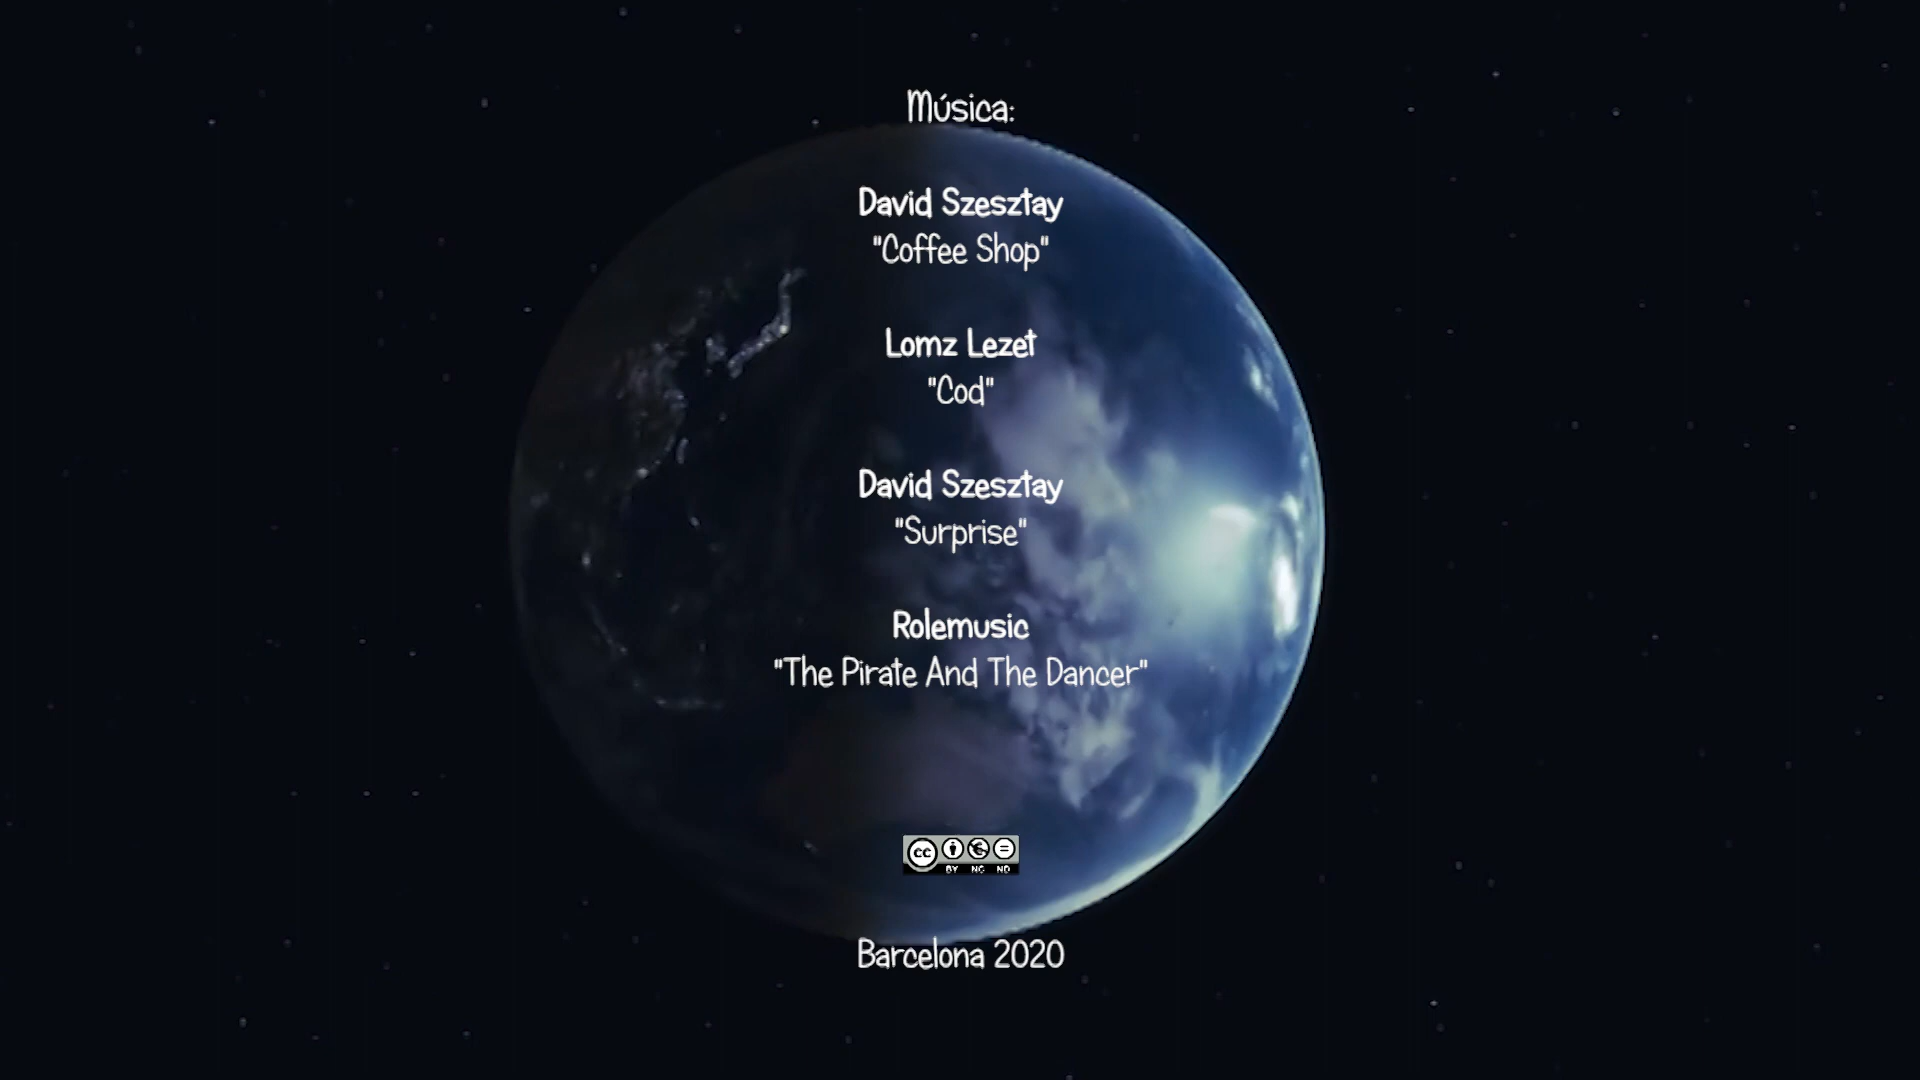 Música:
David Szesztay
"Coffee Shop"
Lomz Lezet
"Cod"
David Szesztay
"Surprise"
Rolemusic
"The Pirate And The Dancer"
cc BY NC ND
Barcelona 2020